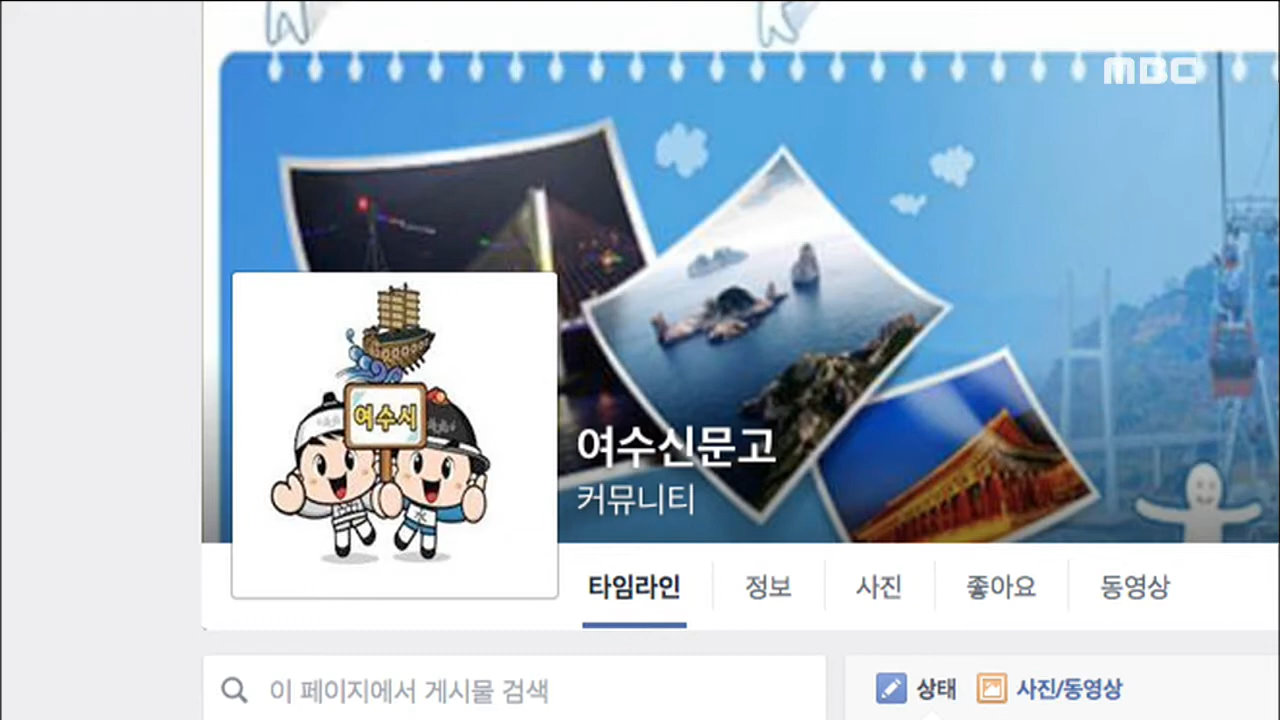 MBC
여수시
여수신문고
커뮤니티
타임라인 정보 사진 좋아요 동영상
이 페이지에서 게시물 검색
상태 사진/동영상